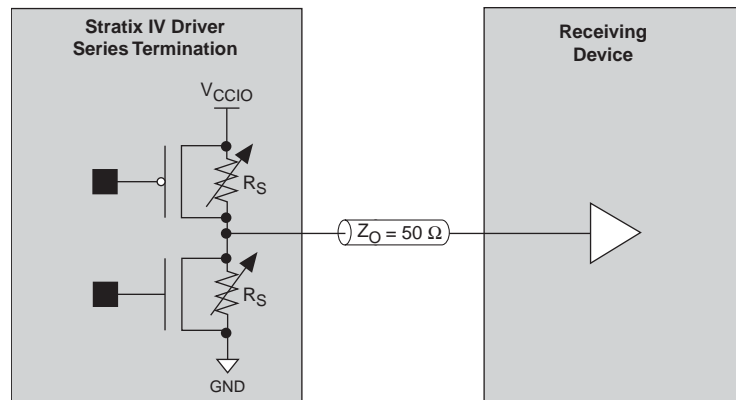 Stratix IV Driver
Series Termination
Receiving
Device
VCCIO
RS
ZO = 50 Ω
RS
GND